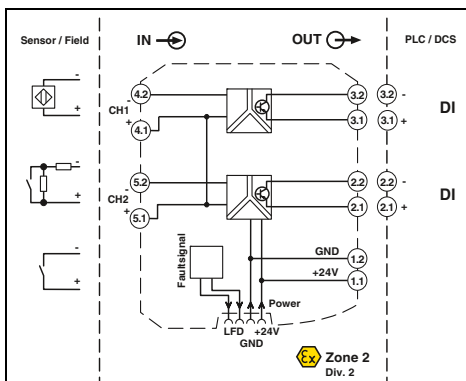 Sensor / Field
IN
OUT
PLC / DCS
-
+
4.2
-
CH1
+
4.1
3.2
3.1
3.2 -
3.1 +
DI
-
+
5.2
-
CH2
+
5.1
2.2
2.1
2.2 -
2.1 +
DI
-
+
Faultsignal
GND
1.2
+24V
1.1
Power
LFD
+24V
GND
Ex
Zone 2
Div. 2